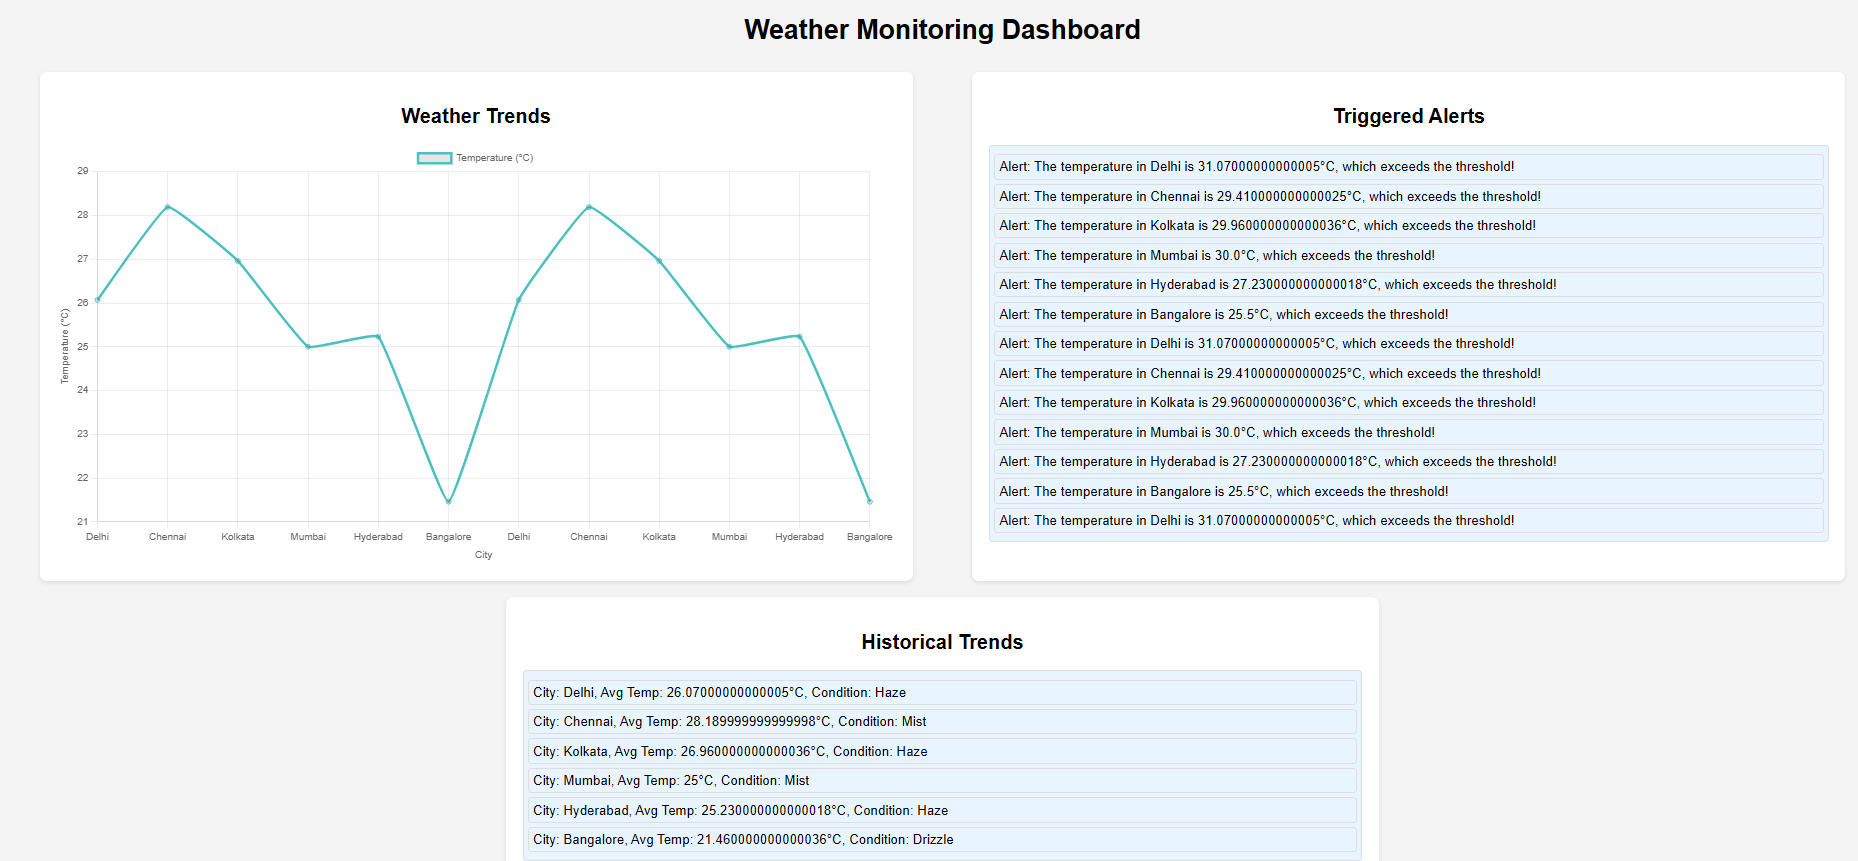 Weather Monitoring Dashboard
Weather Trends
Temperature (°C)
29
28
27
26
25
24
23
22
21
Temperature (°C)
Delhi Chennai Kolkata Mumbai Hyderabad Bangalore Delhi Chennai Kolkata Mumbai Hyderabad Bangalore
City
Triggered Alerts
Alert: The temperature in Delhi is 31.07000000000005°C, which exceeds the threshold!
Alert: The temperature in Chennai is 29.410000000000025°C, which exceeds the threshold!
Alert: The temperature in Kolkata is 29.960000000000036°C, which exceeds the threshold!
Alert: The temperature in Mumbai is 30.0°C, which exceeds the threshold!
Alert: The temperature in Hyderabad is 27.230000000000018°C, which exceeds the threshold!
Alert: The temperature in Bangalore is 25.5°C, which exceeds the threshold!
Alert: The temperature in Delhi is 31.07000000000005°C, which exceeds the threshold!
Alert: The temperature in Chennai is 29.410000000000025°C, which exceeds the threshold!
Alert: The temperature in Kolkata is 29.960000000000036°C, which exceeds the threshold!
Alert: The temperature in Mumbai is 30.0°C, which exceeds the threshold!
Alert: The temperature in Hyderabad is 27.230000000000018°C, which exceeds the threshold!
Alert: The temperature in Bangalore is 25.5°C, which exceeds the threshold!
Alert: The temperature in Delhi is 31.07000000000005°C, which exceeds the threshold!
Historical Trends
City: Delhi, Avg Temp: 26.07000000000005°C, Condition: Haze
City: Chennai, Avg Temp: 28.189999999999998°C, Condition: Mist
City: Kolkata, Avg Temp: 26.960000000000036°C, Condition: Haze
City: Mumbai, Avg Temp: 25°C, Condition: Mist
City: Hyderabad, Avg Temp: 25.230000000000018°C, Condition: Haze
City: Bangalore, Avg Temp: 21.460000000000036°C, Condition: Drizzle